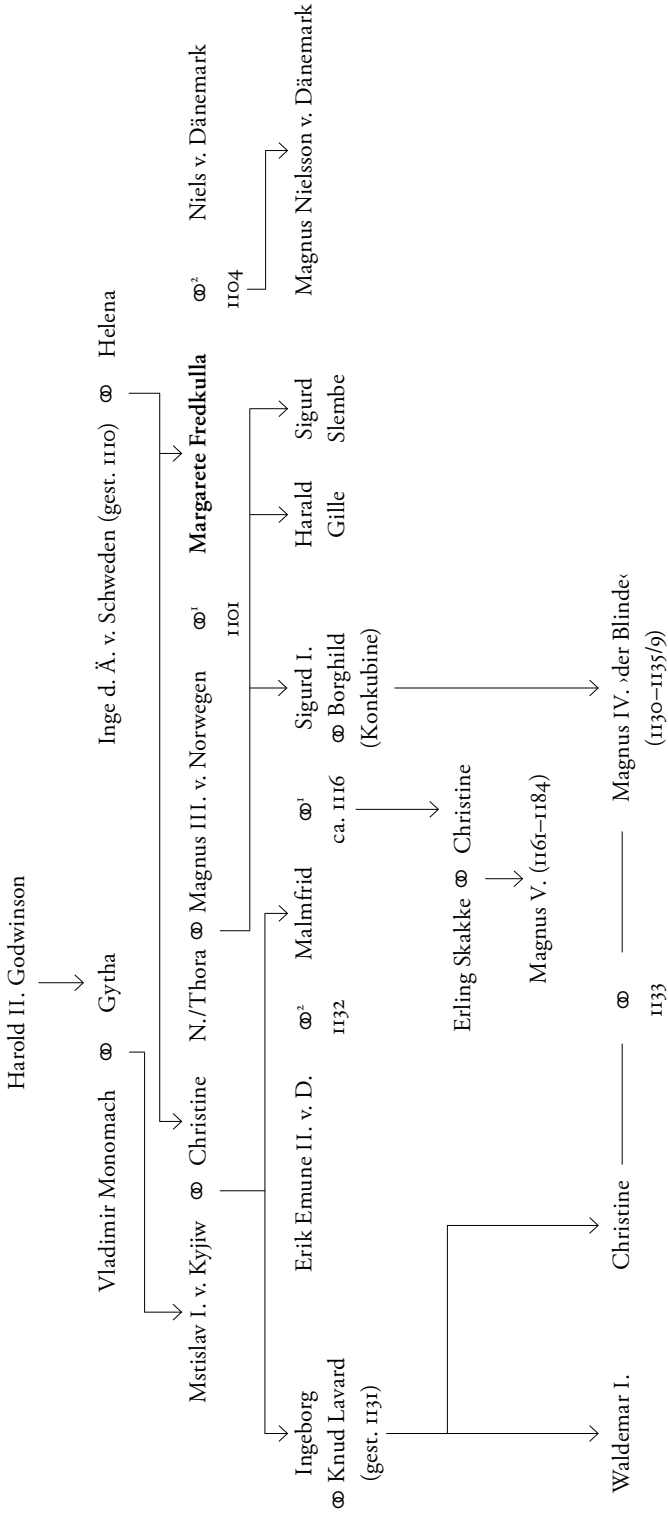 Harold II. Godwinson
Vladimir Monomach ⚭ Gytha Inge d. Ä. v. Schweden (gest. 1110) ⚭ Helena
Mstislav I. v. Kyjiw ⚭ Christine N./Thora ⚭ Magnus III. v. Norwegen ⚭¹ Margarete Fredkulla ⚭² Niels v. Dänemark
1101 1104
Ingeborg Erik Emune II. v. D. ⚭² Malmfrid ⚭¹ Sigurd I. Harald Sigurd Magnus Nielsson v. Dänemark
⚭ Knud Lavard 1132 ca. 1116 ⚭ Borghild Gille Slembe
(gest. 1131) (Konkubine)
Erling Skakke ⚭ Christine
Magnus V. (1161–1184)
Waldemar I. Christine ⚭ Magnus IV. ›der Blinde‹
1133 (1130–1135/9)